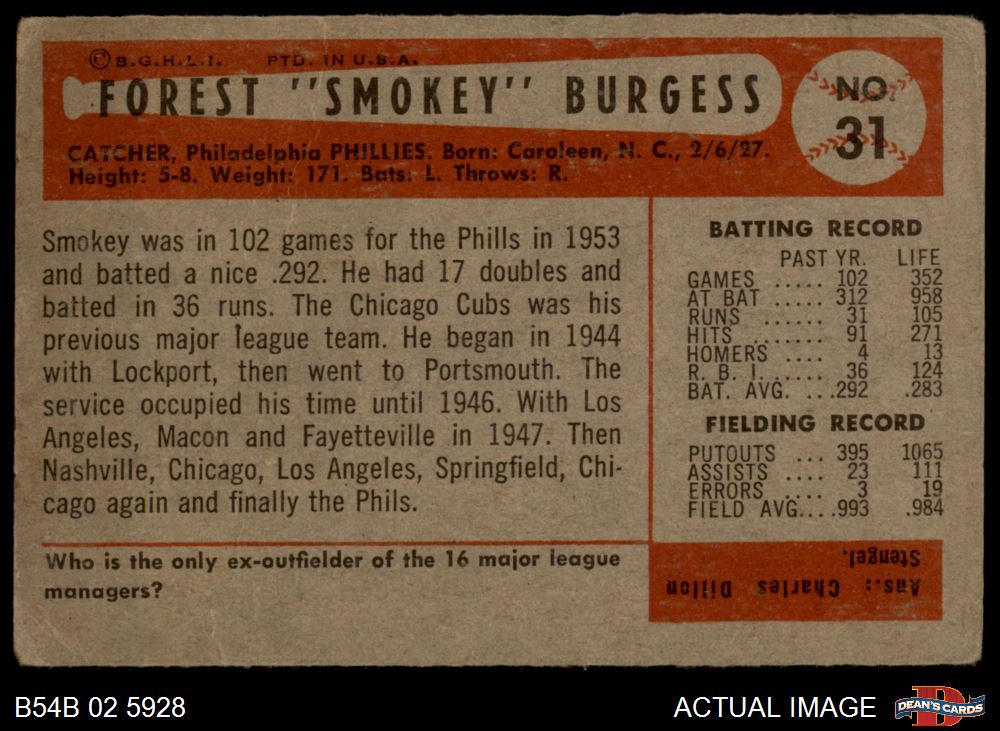 © B.G.H.L.I. PTD. IN U.S.A.
FOREST "SMOKEY" BURGESS
NO.
31
CATCHER, Philadelphia PHILLIES. Born: Caroleen, N. C., 2/6/27.
Height: 5-8. Weight: 171. Bats: L. Throws: R.
Smokey was in 102 games for the Phills in 1953
and batted a nice .292. He had 17 doubles and
batted in 36 runs. The Chicago Cubs was his
previous major league team. He began in 1944
with Lockport, then went to Portsmouth. The
service occupied his time until 1946. With Los
Angeles, Macon and Fayetteville in 1947. Then
Nashville, Chicago, Los Angeles, Springfield, Chi-
cago again and finally the Phils.
Who is the only ex-outfielder of the 16 major league
managers?
BATTING RECORD
PAST YR. LIFE
GAMES ..... 102 352
AT BAT ..... 312 958
RUNS ...... 31 105
HITS ....... 91 271
HOMERS .... 4 13
R. B. I. ..... 36 124
BAT. AVG. ...292 .283
FIELDING RECORD
PUTOUTS ... 395 1065
ASSISTS .... 23 111
ERRORS .... 3 19
FIELD AVG....993 .984
Ans.: Charles Dillon
Stengel.
B54B 02 5928
ACTUAL IMAGE
DEAN'S CARDS